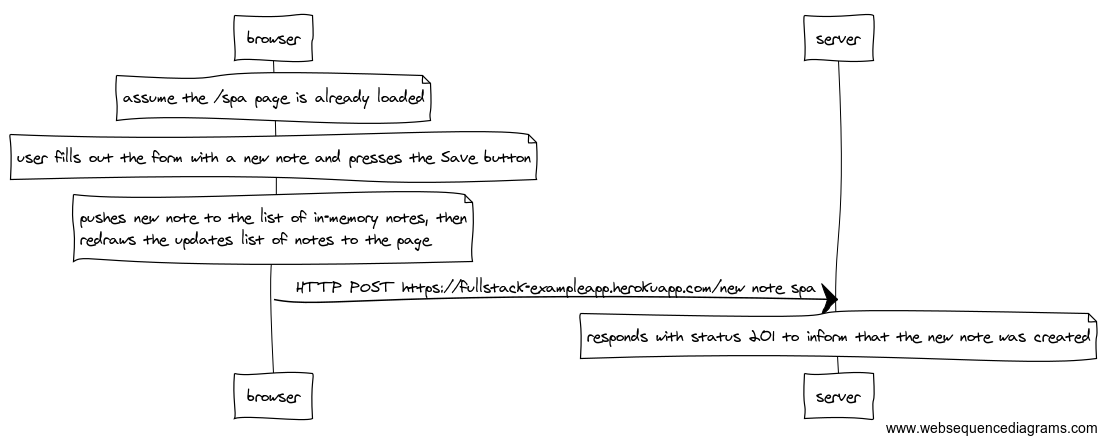 browser
server
assume the /spa page is already loaded
user fills out the form with a new note and presses the Save button
pushes new note to the list of in-memory notes, then
redraws the updates list of notes to the page
HTTP POST https://fullstack-exampleapp.herokuapp.com/new note spa
responds with status 201 to inform that the new note was created
browser
server
www.websequencediagrams.com